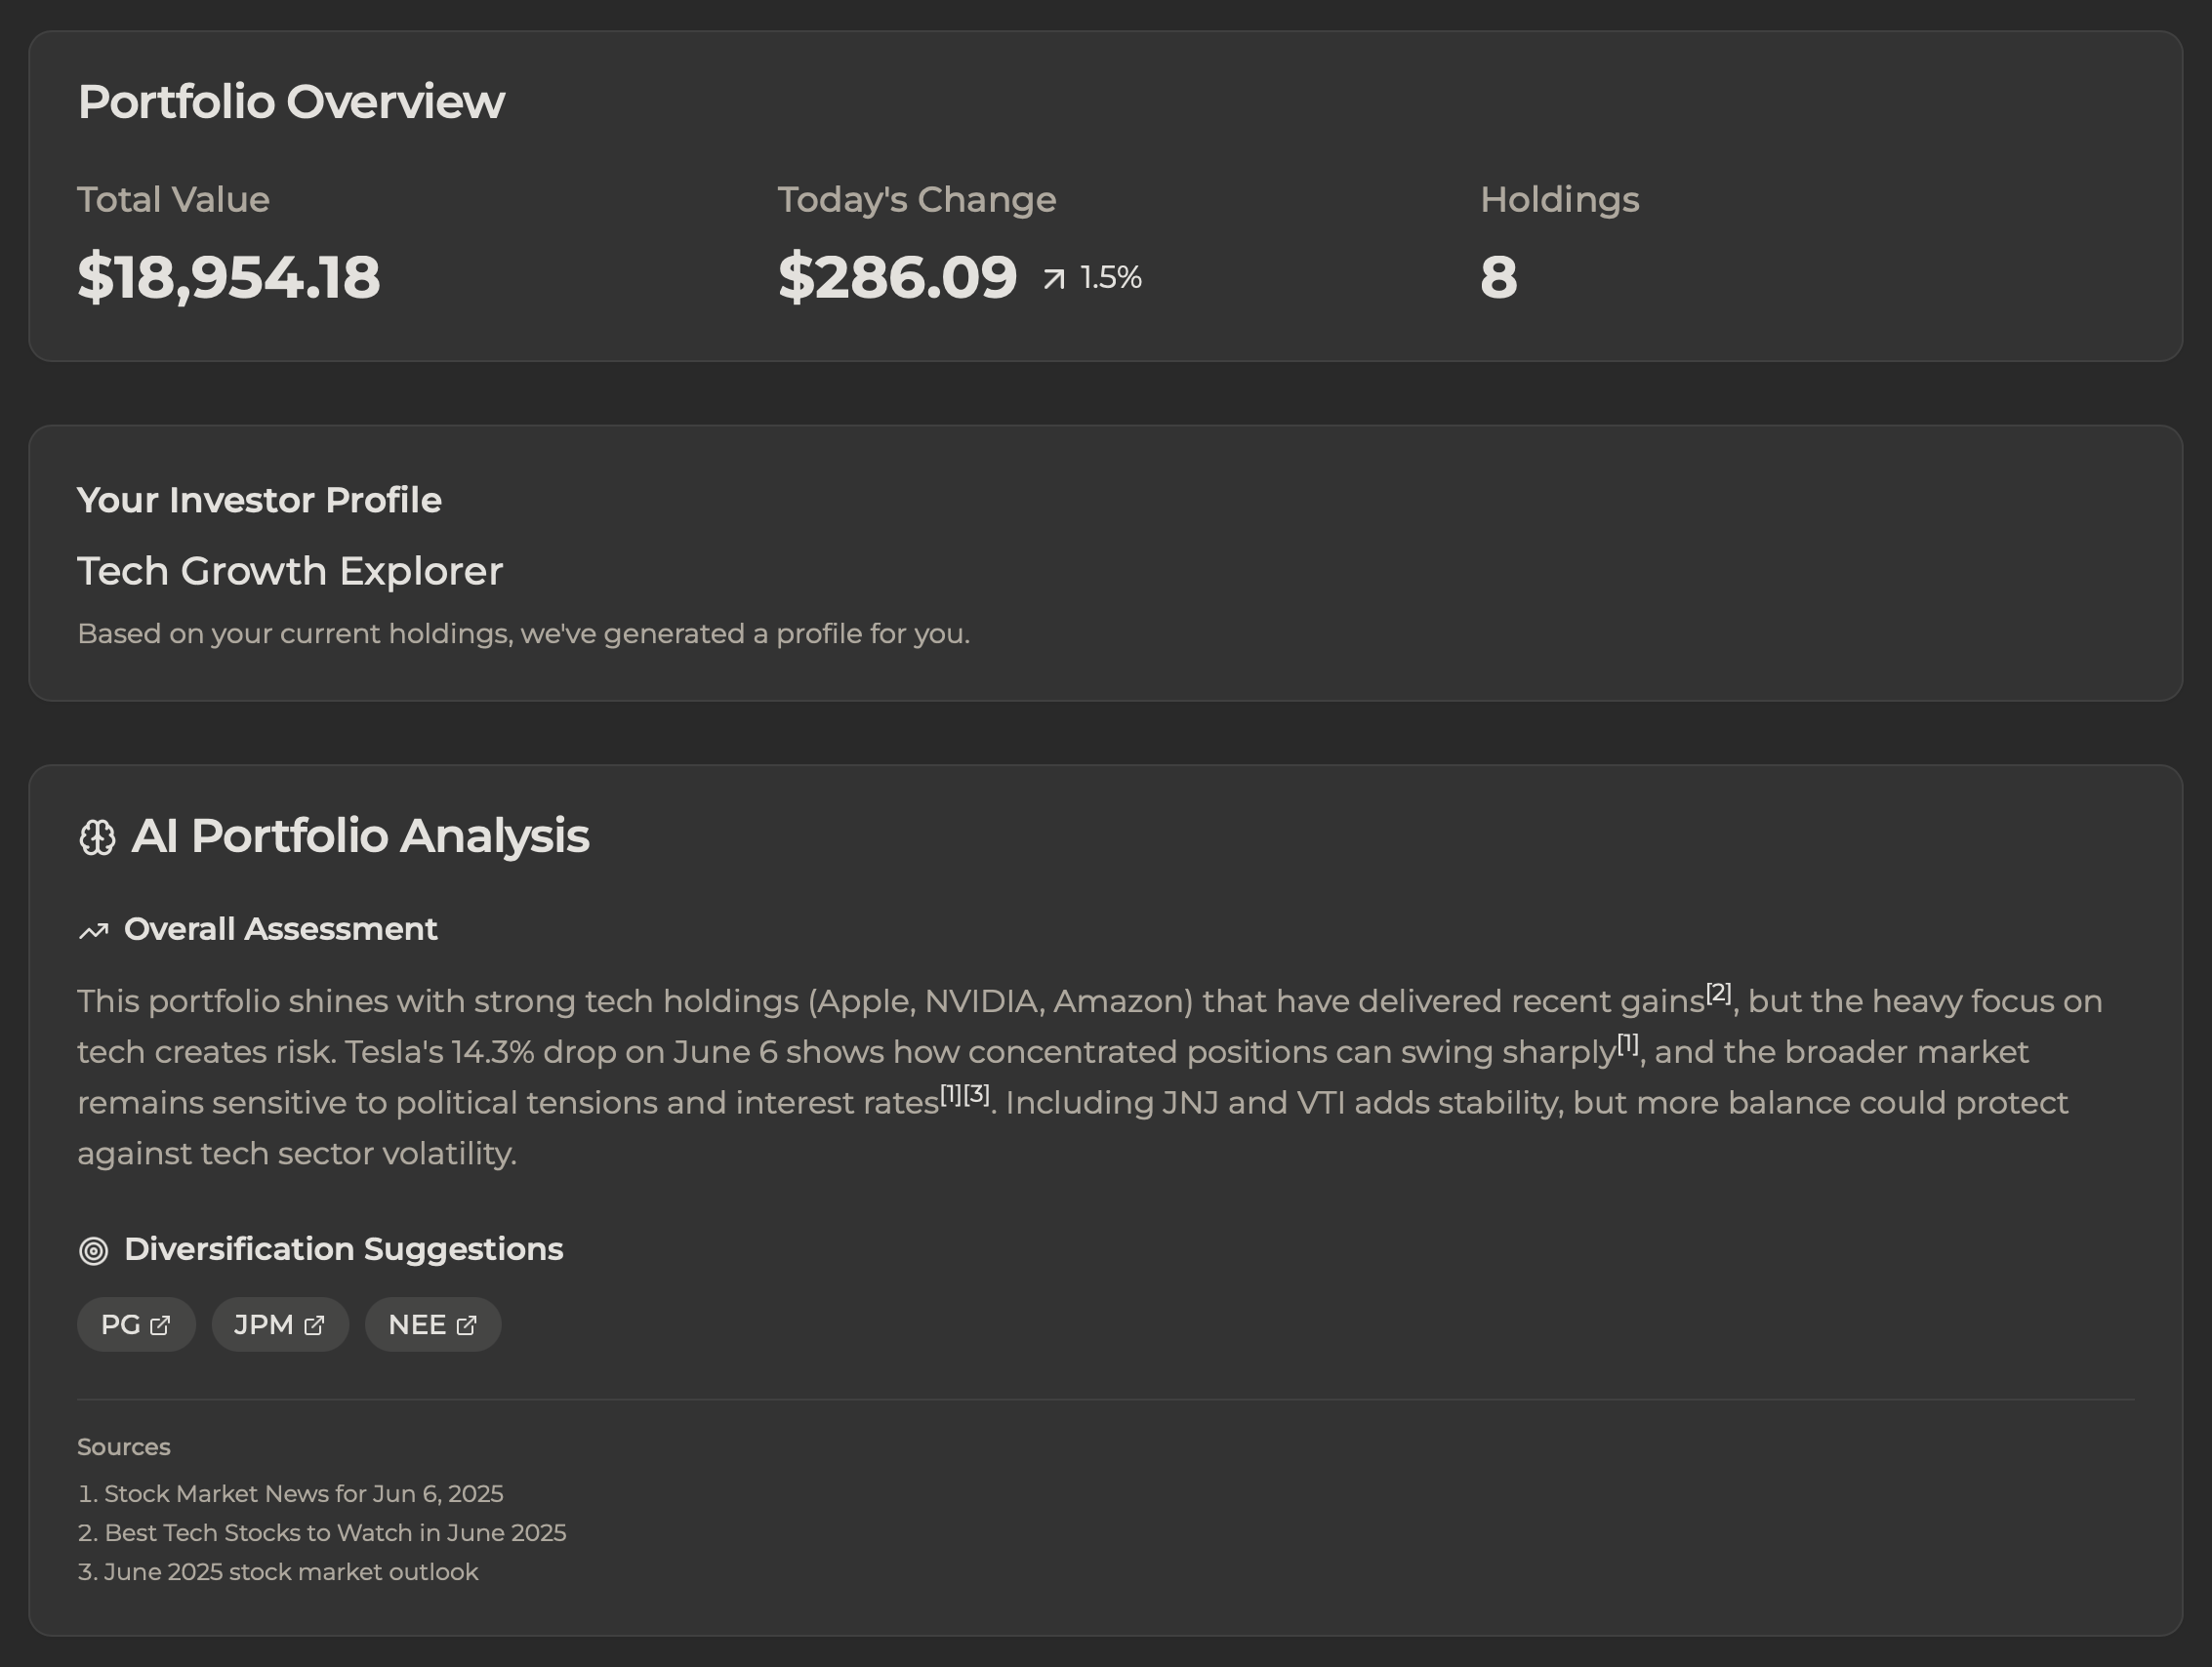 Portfolio Overview
Total Value
$18,954.18
Today's Change
$286.09 1.5%
Holdings
8
Your Investor Profile
Tech Growth Explorer
Based on your current holdings, we've generated a profile for you.
AI Portfolio Analysis
Overall Assessment
This portfolio shines with strong tech holdings (Apple, NVIDIA, Amazon) that have delivered recent gains[2], but the heavy focus on
tech creates risk. Tesla's 14.3% drop on June 6 shows how concentrated positions can swing sharply[1], and the broader market
remains sensitive to political tensions and interest rates[1][3]. Including JNJ and VTI adds stability, but more balance could protect
against tech sector volatility.
Diversification Suggestions
PG JPM NEE
Sources
1. Stock Market News for Jun 6, 2025
2. Best Tech Stocks to Watch in June 2025
3. June 2025 stock market outlook